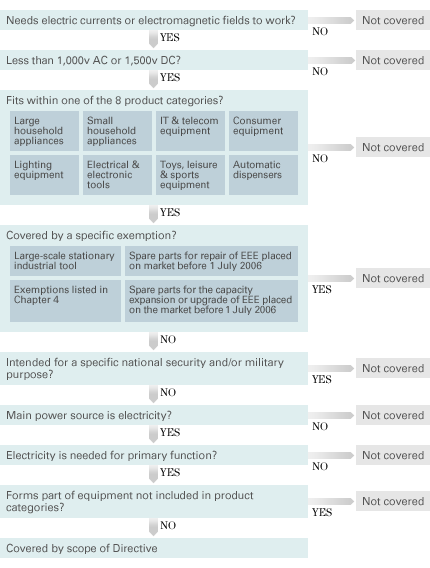 Needs electric currents or electromagnetic fields to work?
NO
Not covered
YES
Less than 1,000v AC or 1,500v DC?
NO
Not covered
YES
Fits within one of the 8 product categories?
Large
household
appliances
Small
household
appliances
IT & telecom
equipment
Consumer
equipment
Lighting
equipment
Electrical &
electronic
tools
Toys, leisure
& sports
equipment
Automatic
dispensers
NO
Not covered
YES
Covered by a specific exemption?
Large-scale stationary
industrial tool
Spare parts for repair of EEE placed
on market before 1 July 2006
Exemptions listed in
Chapter 4
Spare parts for the capacity
expansion or upgrade of EEE placed
on the market before 1 July 2006
YES
Not covered
NO
Intended for a specific national security and/or military
purpose?
YES
Not covered
NO
Main power source is electricity?
NO
Not covered
YES
Electricity is needed for primary function?
NO
Not covered
YES
Forms part of equipment not included in product
categories?
YES
Not covered
NO
Covered by scope of Directive